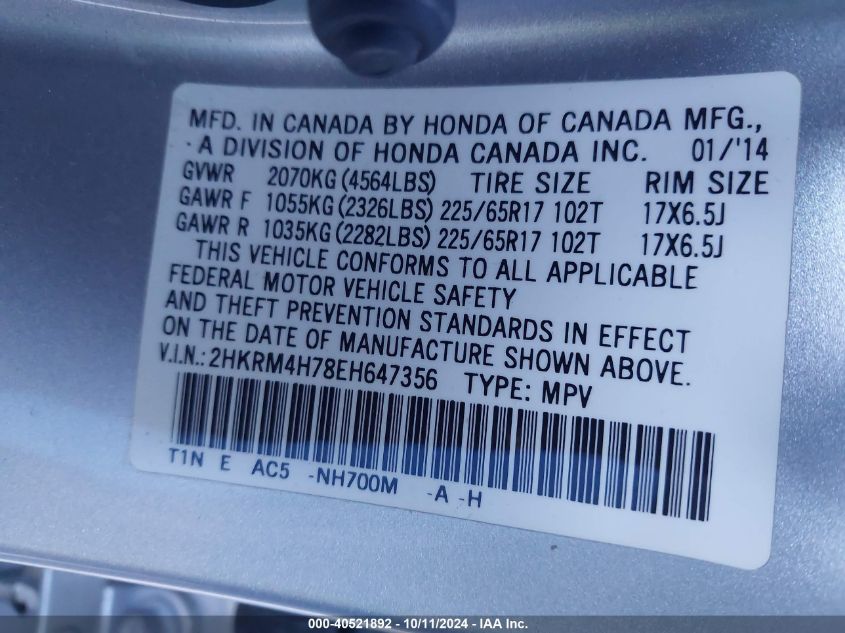 MFD. IN CANADA BY HONDA OF CANADA MFG.,
- A DIVISION OF HONDA CANADA INC. 01/'14
GVWR 2070KG (4564LBS) TIRE SIZE RIM SIZE
GAWR F 1055KG (2326LBS) 225/65R17 102T 17X6.5J
GAWR R 1035KG (2282LBS) 225/65R17 102T 17X6.5J
THIS VEHICLE CONFORMS TO ALL APPLICABLE
FEDERAL MOTOR VEHICLE SAFETY
AND THEFT PREVENTION STANDARDS IN EFFECT
ON THE DATE OF MANUFACTURE SHOWN ABOVE.
V.I.N.: 2HKRM4H78EH647356 TYPE: MPV
T1N E AC5 -NH700M -A -H
000-40521892 - 10/11/2024 - IAA Inc.